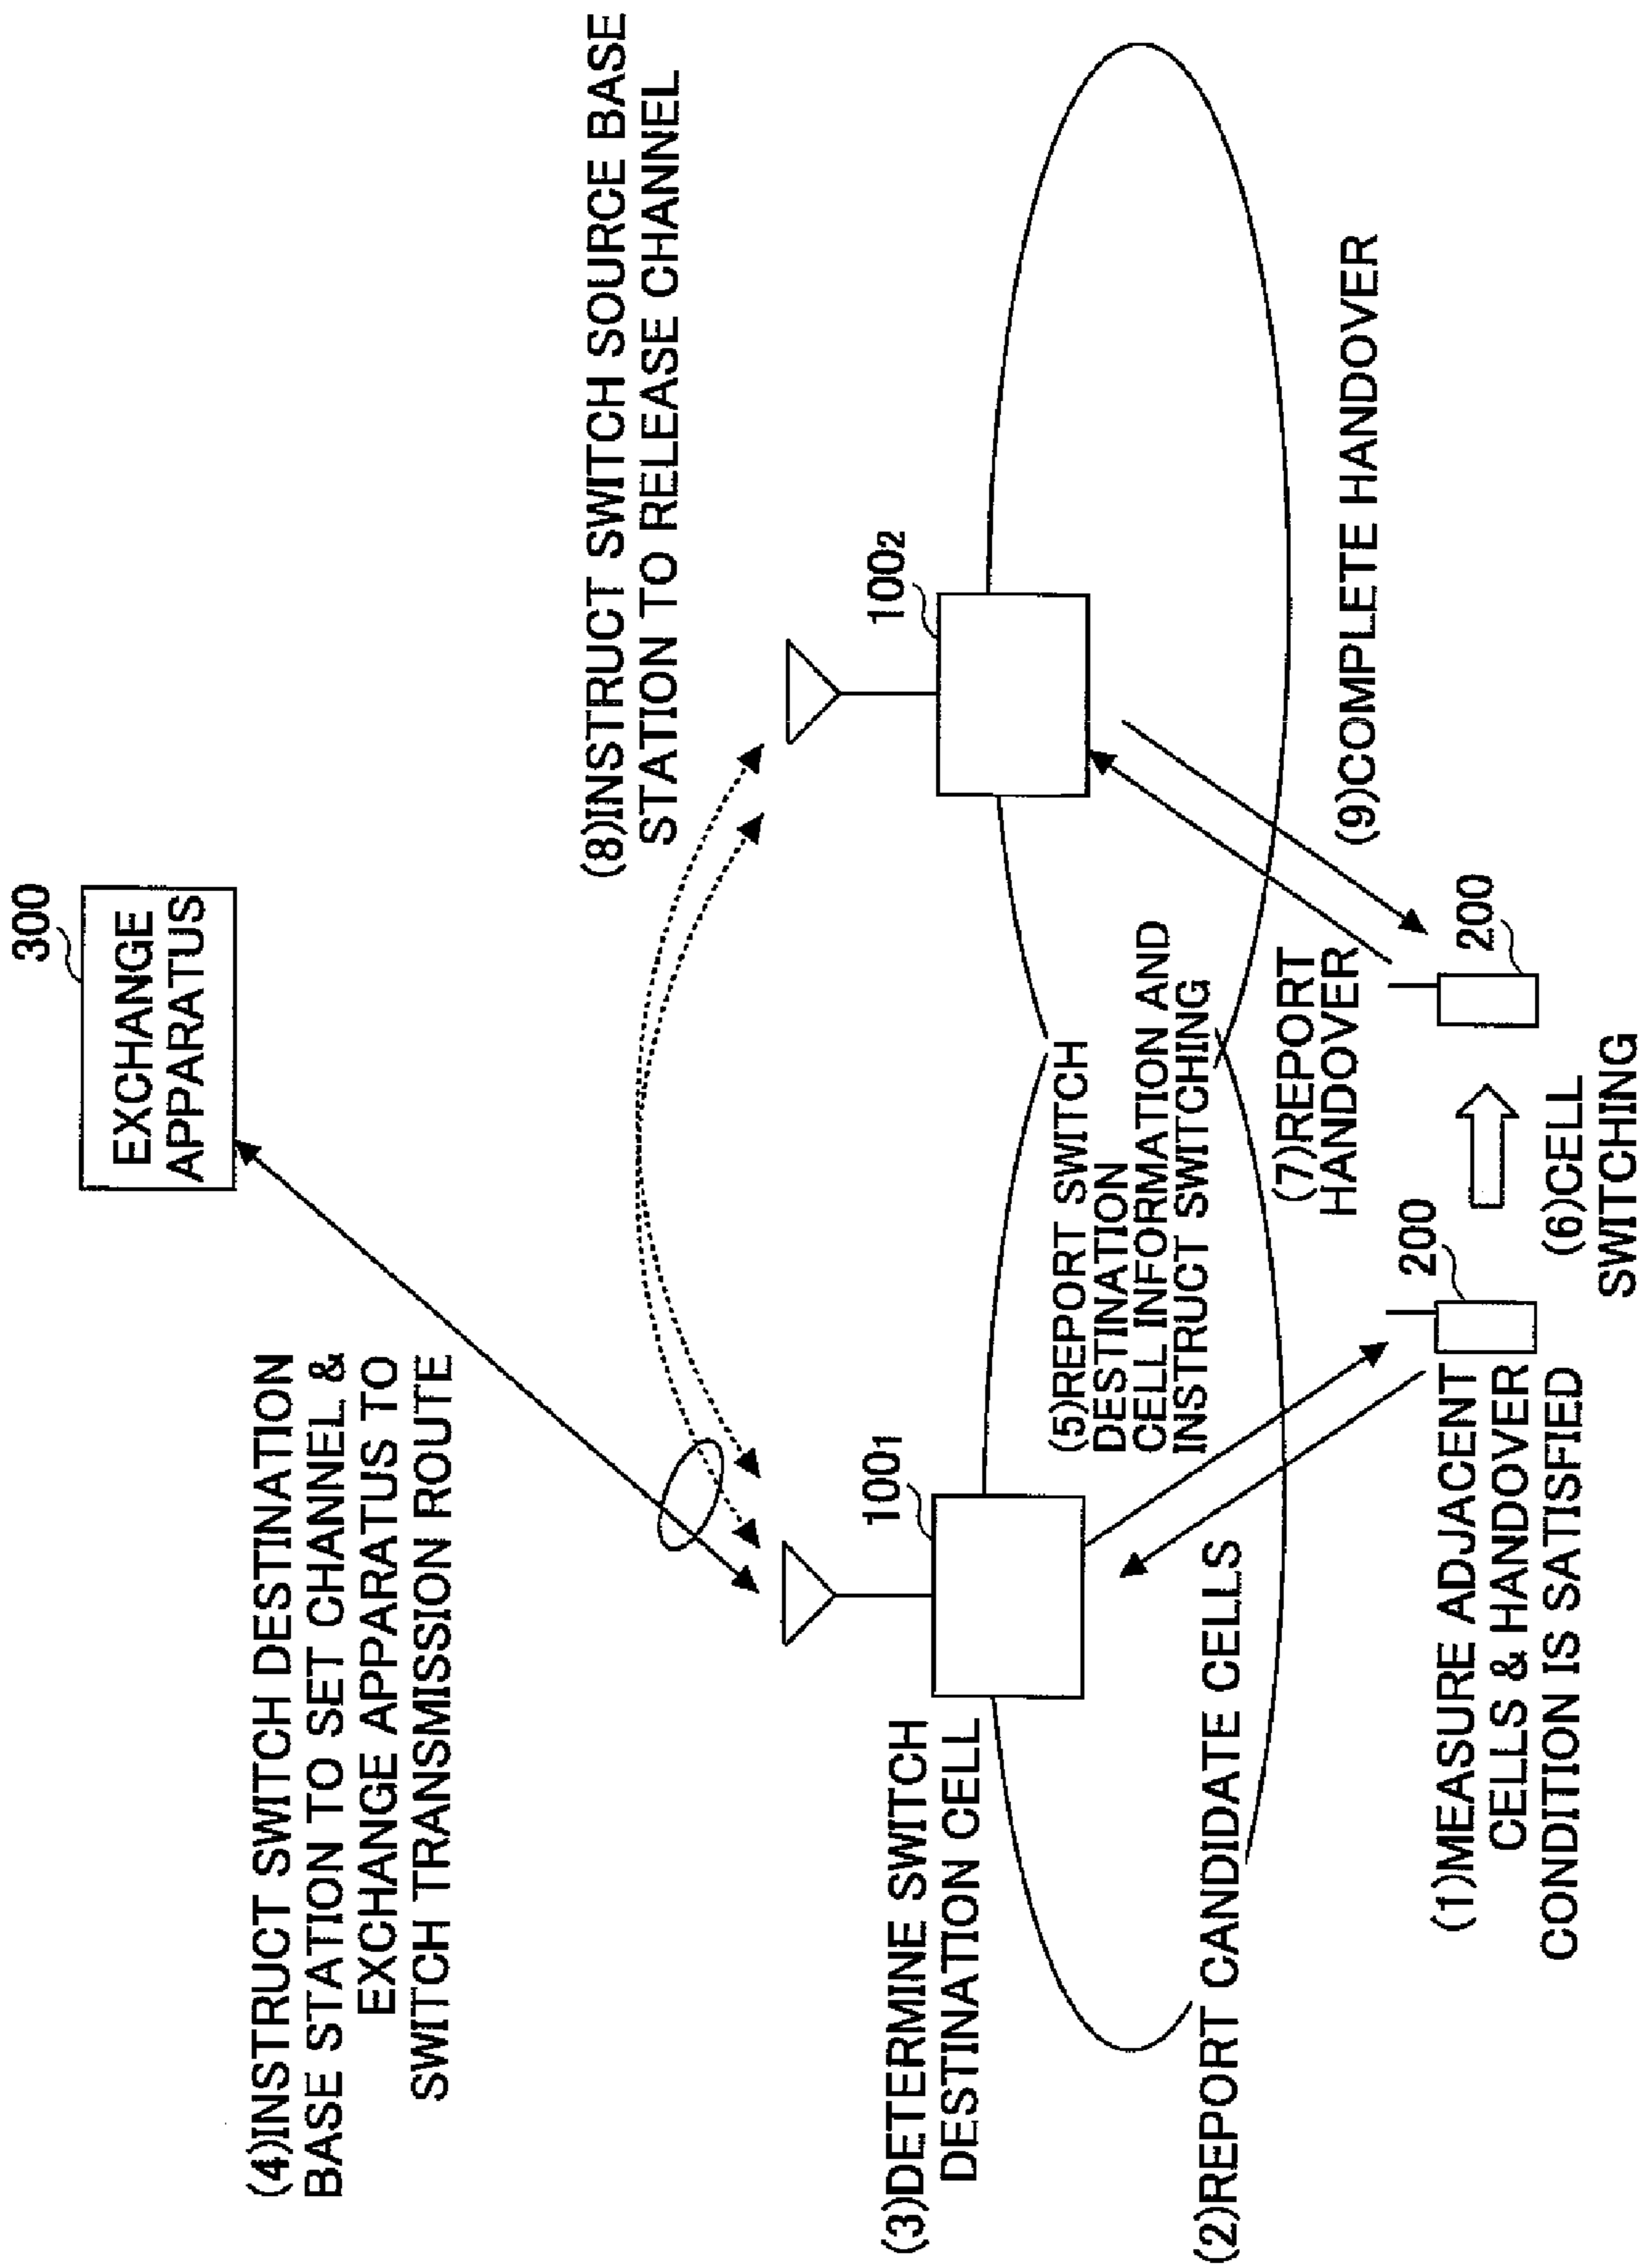 300
EXCHANGE
APPARATUS
(4)INSTRUCT SWITCH DESTINATION
BASE STATION TO SET CHANNEL &
EXCHANGE APPARATUS TO
SWITCH TRANSMISSION ROUTE
(8)INSTRUCT SWITCH SOURCE BASE
STATION TO RELEASE CHANNEL
(3)DETERMINE SWITCH
DESTINATION CELL
100₁
100₂
(5)REPORT SWITCH
DESTINATION
CELL INFORMATION AND
INSTRUCT SWITCHING
(2)REPORT CANDIDATE CELLS
(7)REPORT
HANDOVER
(9)COMPLETE HANDOVER
200
200
(1)MEASURE ADJACENT
CELLS & HANDOVER
CONDITION IS SATISFIED
(6)CELL
SWITCHING